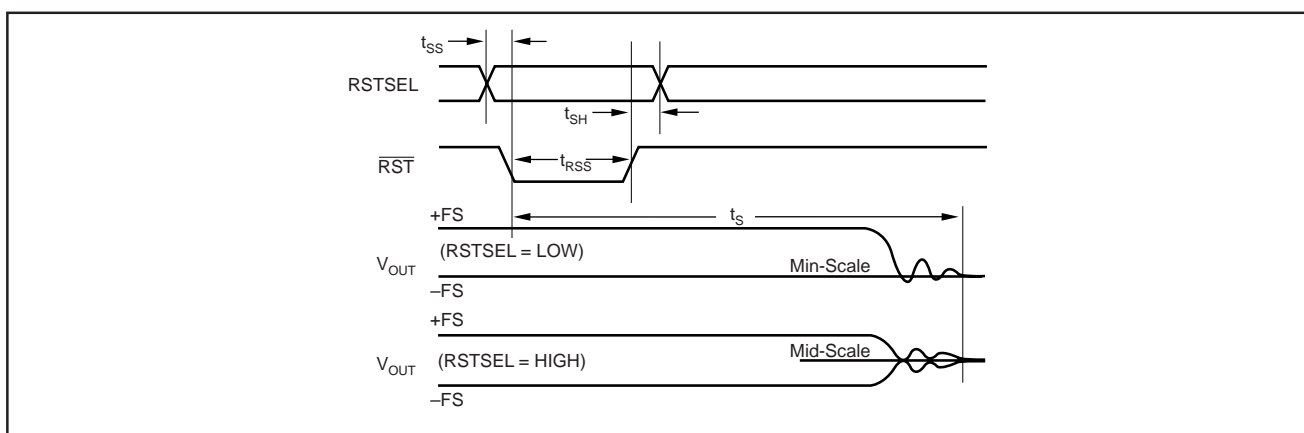 tSS
RSTSEL
tSH
RST
tRSS
tS
+FS
VOUT
(RSTSEL = LOW)
Min-Scale
–FS
+FS
VOUT
(RSTSEL = HIGH)
Mid-Scale
–FS